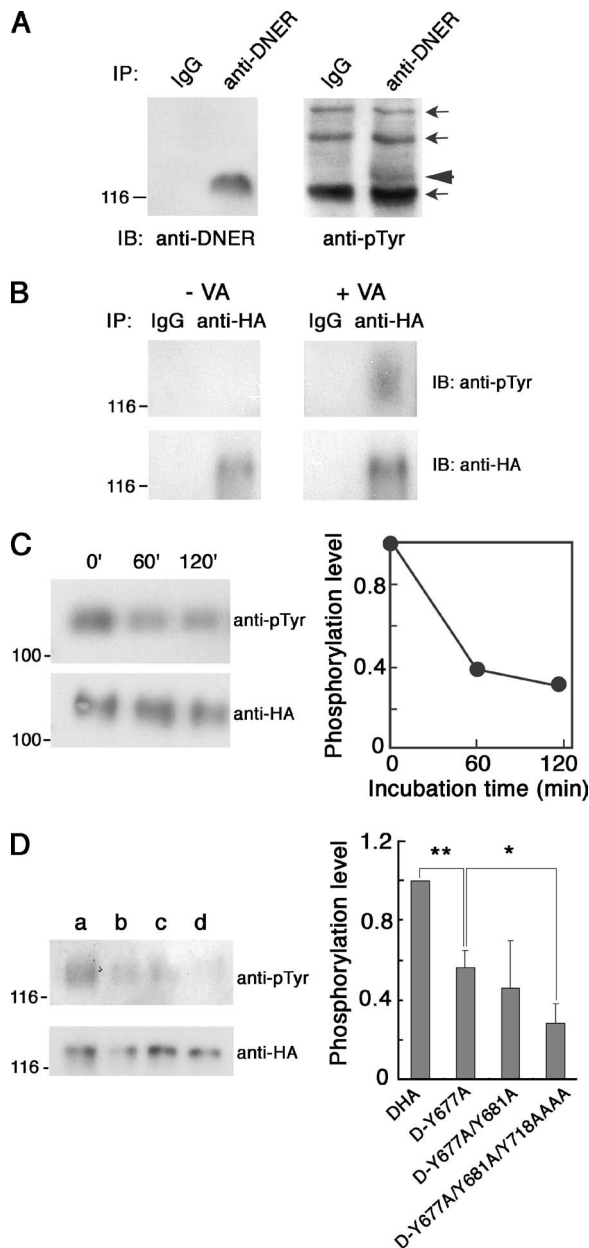 A
IP: IgG anti-DNER IgG anti-DNER
116
IB: anti-DNER anti-pTyr
B
- VA + VA
IP: IgG anti-HA IgG anti-HA
116
IB: anti-pTyr
116
IB: anti-HA
C
0' 60' 120'
anti-pTyr
100
anti-HA
100
Phosphorylation level
0.8
0.4
0
0 60 120
Incubation time (min)
D
a b c d
anti-pTyr
116
anti-HA
116
Phosphorylation level
1.2
0.8
0.4
0
** *
DHA
D-Y677A
D-Y677A/Y681A
D-Y677A/Y681A/Y718AAAA